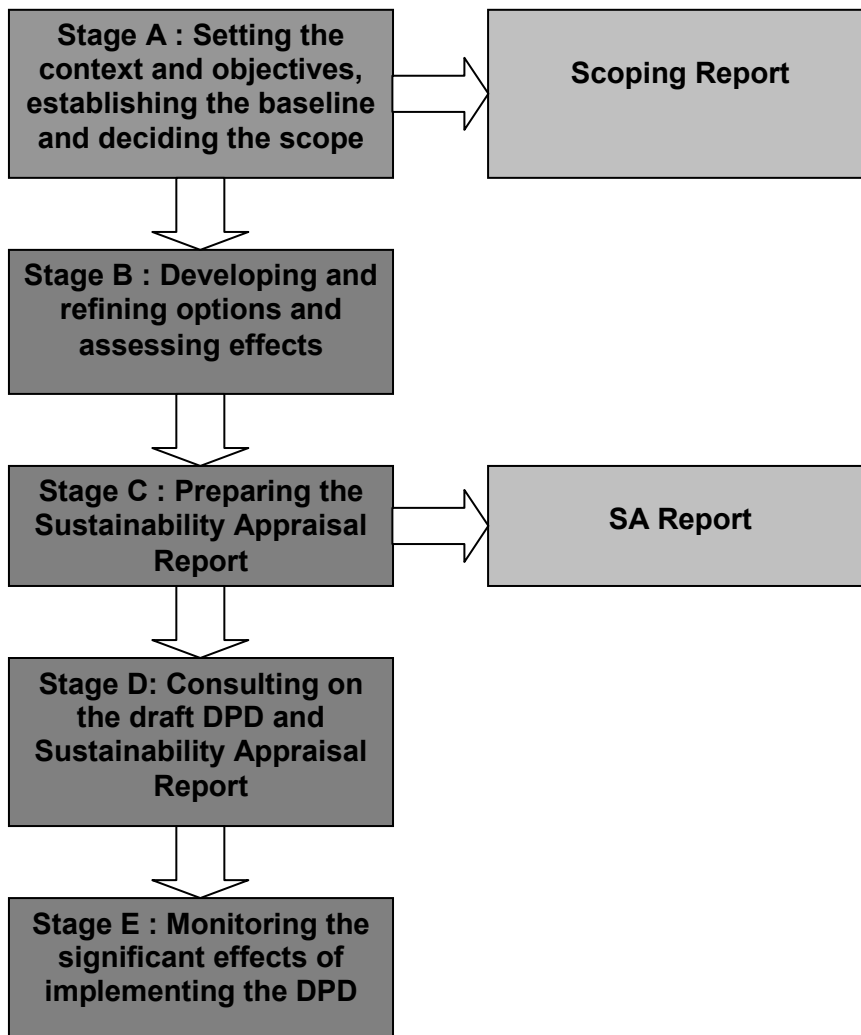 Stage A : Setting the
context and objectives,
establishing the baseline
and deciding the scope
Scoping Report
Stage B : Developing and
refining options and
assessing effects
Stage C : Preparing the
Sustainability Appraisal
Report
SA Report
Stage D: Consulting on
the draft DPD and
Sustainability Appraisal
Report
Stage E : Monitoring the
significant effects of
implementing the DPD